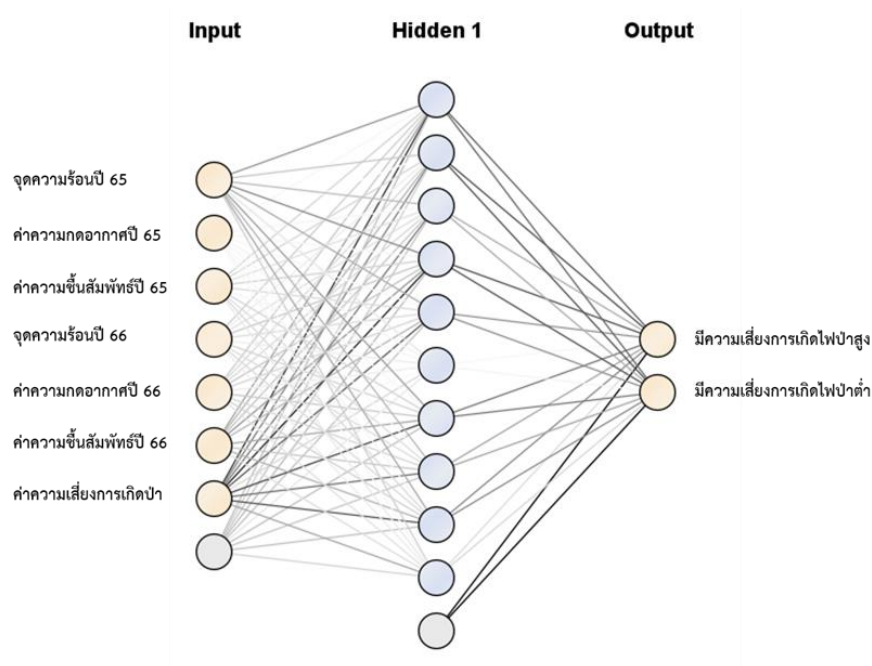 Input
Hidden 1
Output
จุดความร้อนปี 65
ค่าความกดอากาศปี 65
ค่าความชื้นสัมพัทธ์ปี 65
จุดความร้อนปี 66
ค่าความกดอากาศปี 66
ค่าความชื้นสัมพัทธ์ปี 66
ค่าความเสี่ยงการเกิดป่า
มีความเสี่ยงการเกิดไฟป่าสูง
มีความเสี่ยงการเกิดไฟป่าต่ำ